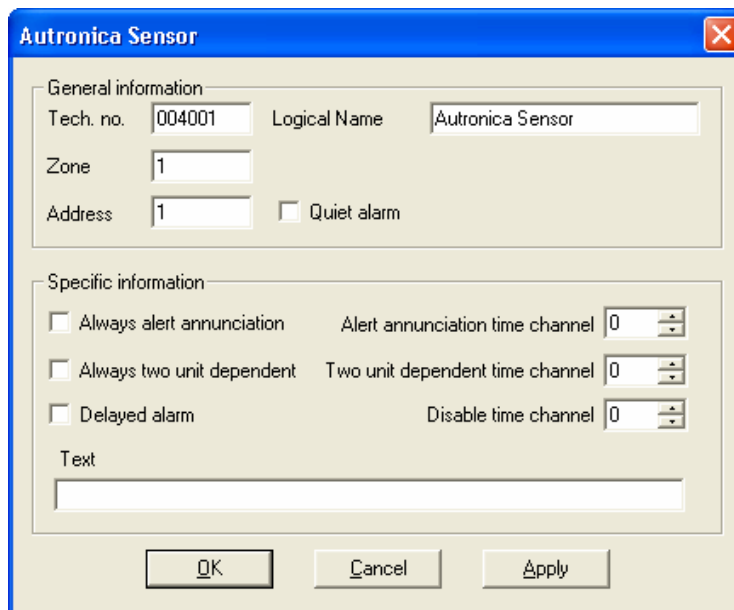 Autronica Sensor
General information
Tech. no. 004001 Logical Name Autronica Sensor
Zone 1
Address 1 Quiet alarm
Specific information
Always alert annunciation Alert annunciation time channel 0
Always two unit dependent Two unit dependent time channel 0
Delayed alarm Disable time channel 0
Text
OK Cancel Apply